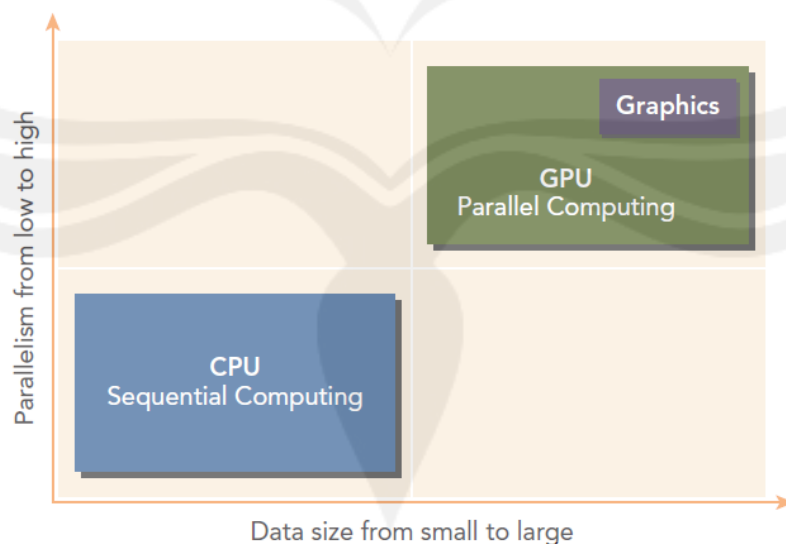 Parallelism from low to high
Graphics
GPU
Parallel Computing
CPU
Sequential Computing
Data size from small to large